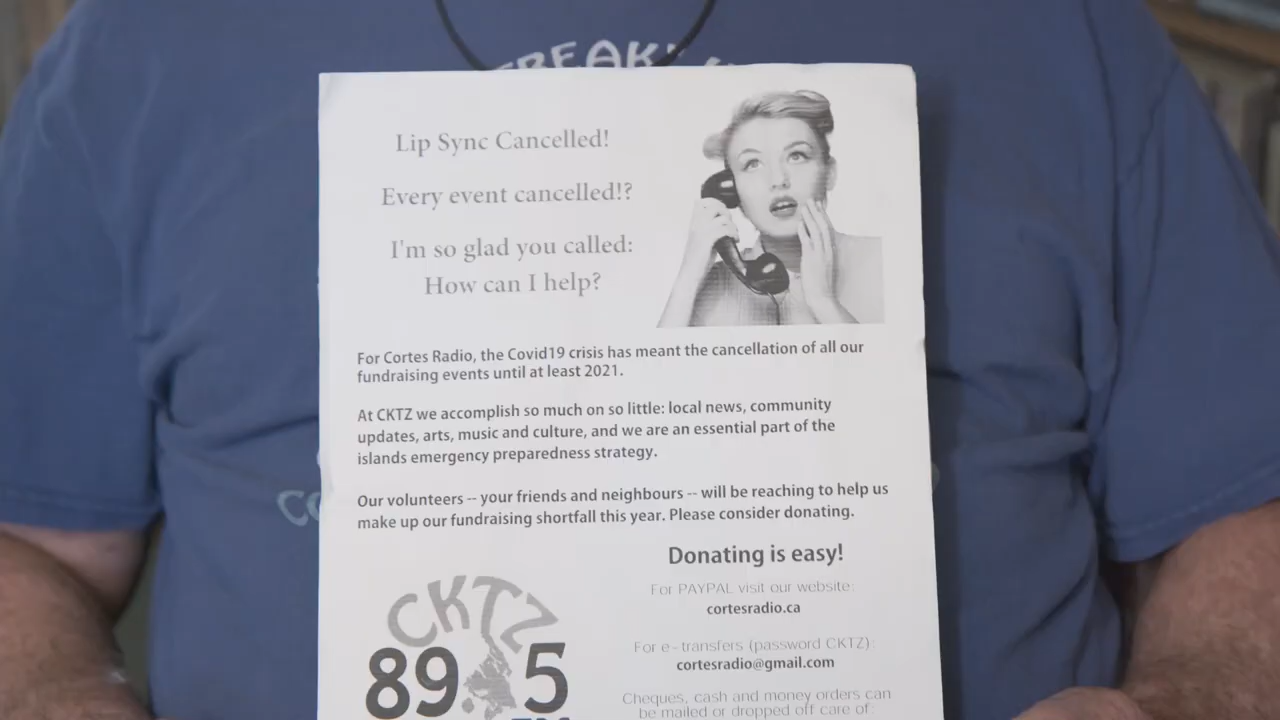 Lip Sync Cancelled!
Every event cancelled!?
I'm so glad you called:
How can I help?
For Cortes Radio, the Covid19 crisis has meant the cancellation of all our
fundraising events until at least 2021.
At CKTZ we accomplish so much on so little: local news, community
updates, arts, music and culture, and we are an essential part of the
islands emergency preparedness strategy.
Our volunteers -- your friends and neighbours -- will be reaching to help us
make up our fundraising shortfall this year. Please consider donating.
CKTZ
89 5
Donating is easy!
For PAYPAL visit our website:
cortesradio.ca
For e-transfers (password CKTZ):
cortesradio@gmail.com
Cheques, cash and money orders can
be mailed or dropped off care of: